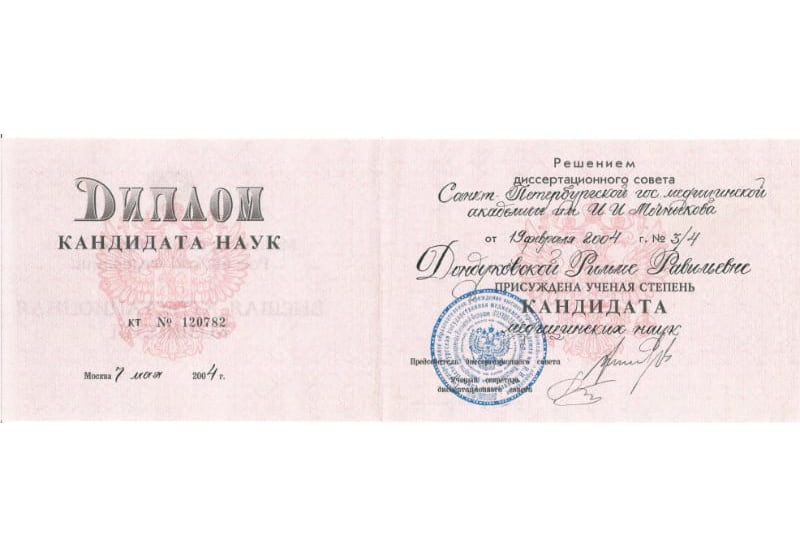 Диплом
КАНДИДАТА НАУК
КТ № 120782
Москва 7 мая 2004 г.
Решением
диссертационного совета
Санкт-Петербургской гос. медицинской
академии им. И.И. Мечникова
от 19 февраля 2004 г. № 3/4
Дондуковской Римме Равильевне
ПРИСУЖДЕНА УЧЕНАЯ СТЕПЕНЬ
КАНДИДАТА
медицинских наук
Председатель диссертационного совета
Ученый секретарь
диссертационного совета